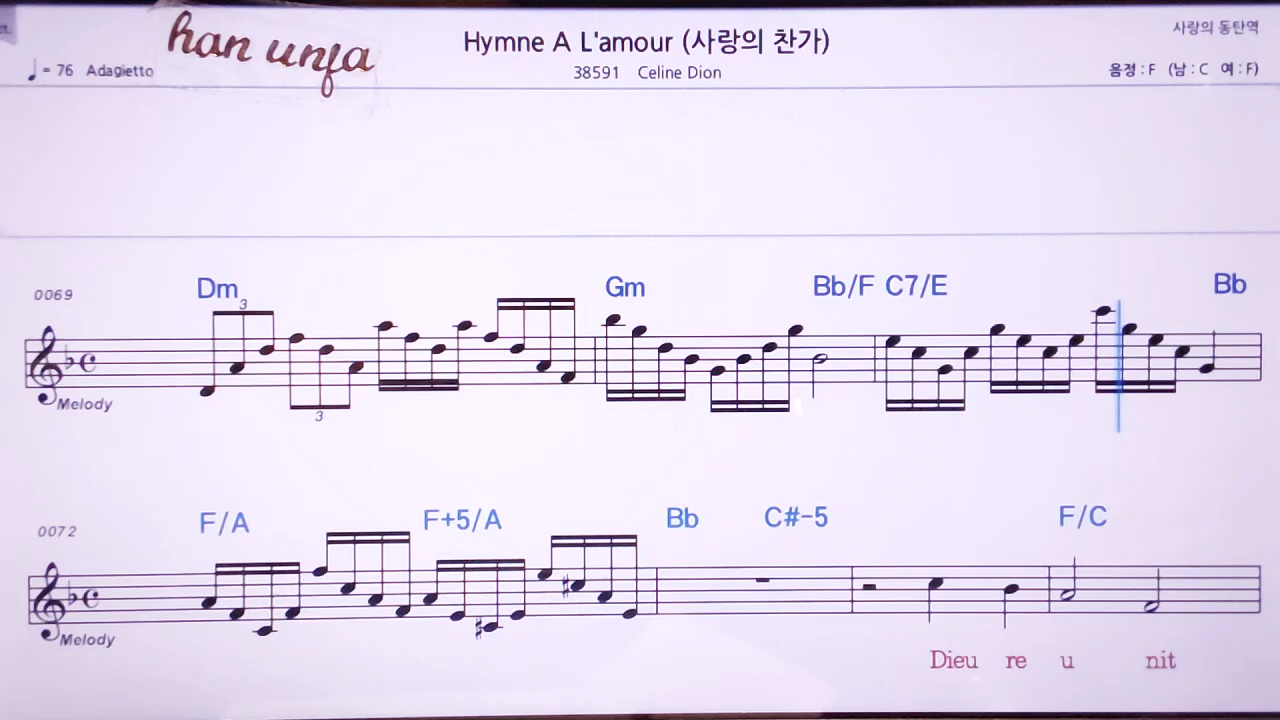 han unja
Hymne A L'amour (사랑의 찬가)
사랑의 동탄역
♩ = 76 Adagietto
38591 Celine Dion
음정 : F (남 : C 여 : F)
0069
Dm
Gm
Bb/F C7/E
Bb
3
3
Melody
0072
F/A
F+5/A
Bb
C#-5
F/C
Melody
Dieu re u nit